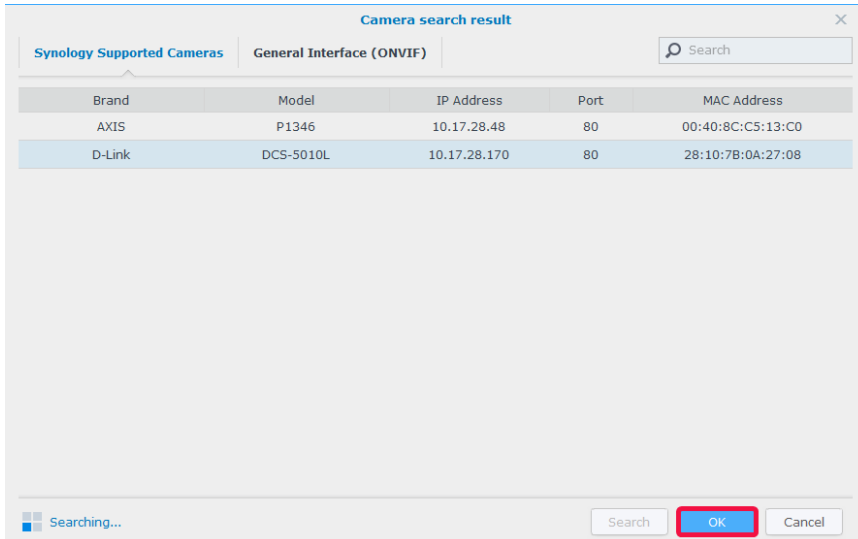 Camera search result
Synology Supported Cameras General Interface (ONVIF) Search
Brand Model IP Address Port MAC Address
AXIS P1346 10.17.28.48 80 00:40:8C:C5:13:C0
D-Link DCS-5010L 10.17.28.170 80 28:10:7B:0A:27:08
Searching... Search OK Cancel